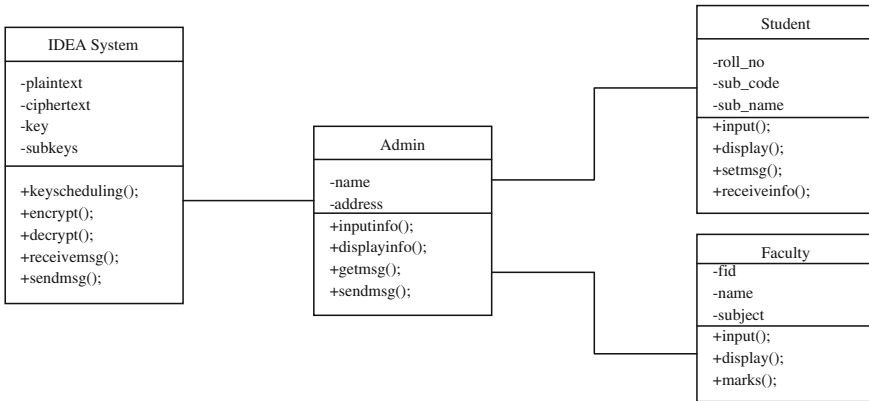 IDEA System
-plaintext
-ciphertext
-key
-subkeys
+keyscheduling();
+encrypt();
+decrypt();
+receivemsg();
+sendmsg();
Admin
-name
-address
+inputinfo();
+displayinfo();
+getmsg();
+sendmsg();
Student
-roll_no
-sub_code
-sub_name
+input();
+display();
+setmsg();
+receiveinfo();
Faculty
-fid
-name
-subject
+input();
+display();
+marks();